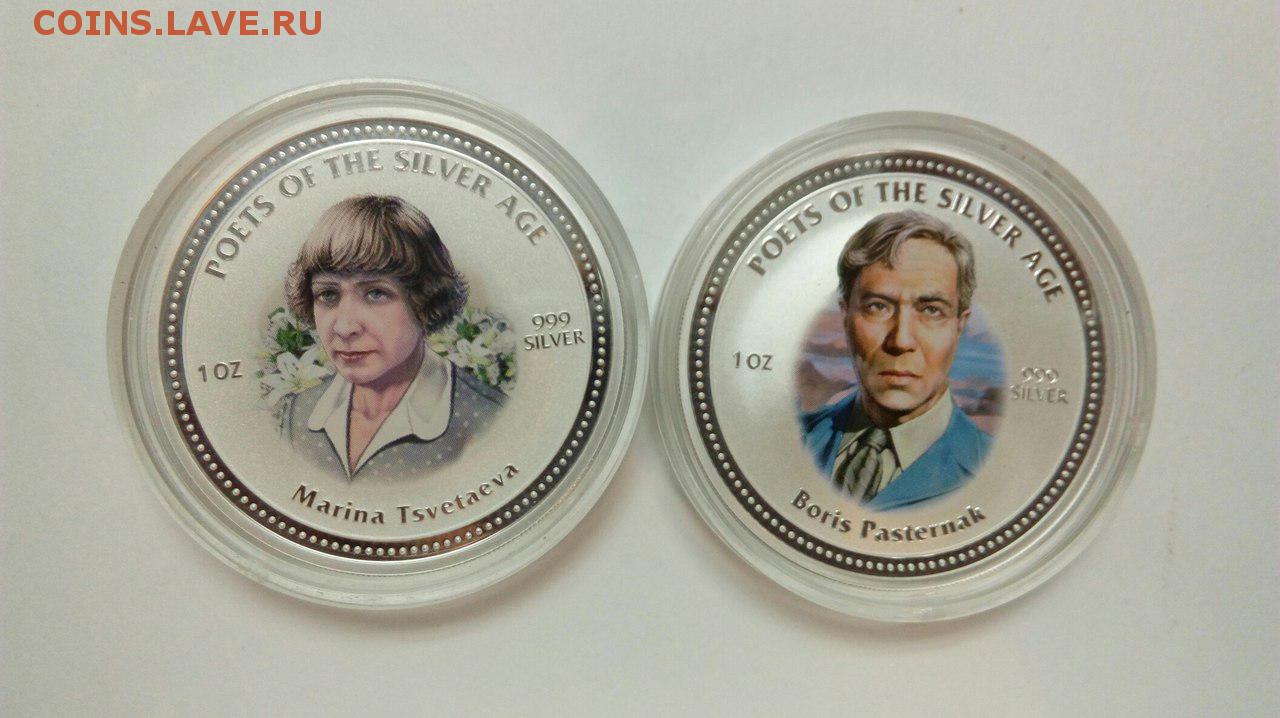 COINS.LAVE.RU
POETS OF THE SILVER AGE
1 OZ
999
SILVER
Marina Tsvetaeva
POETS OF THE SILVER AGE
1 OZ
999
SILVER
Boris Pasternak